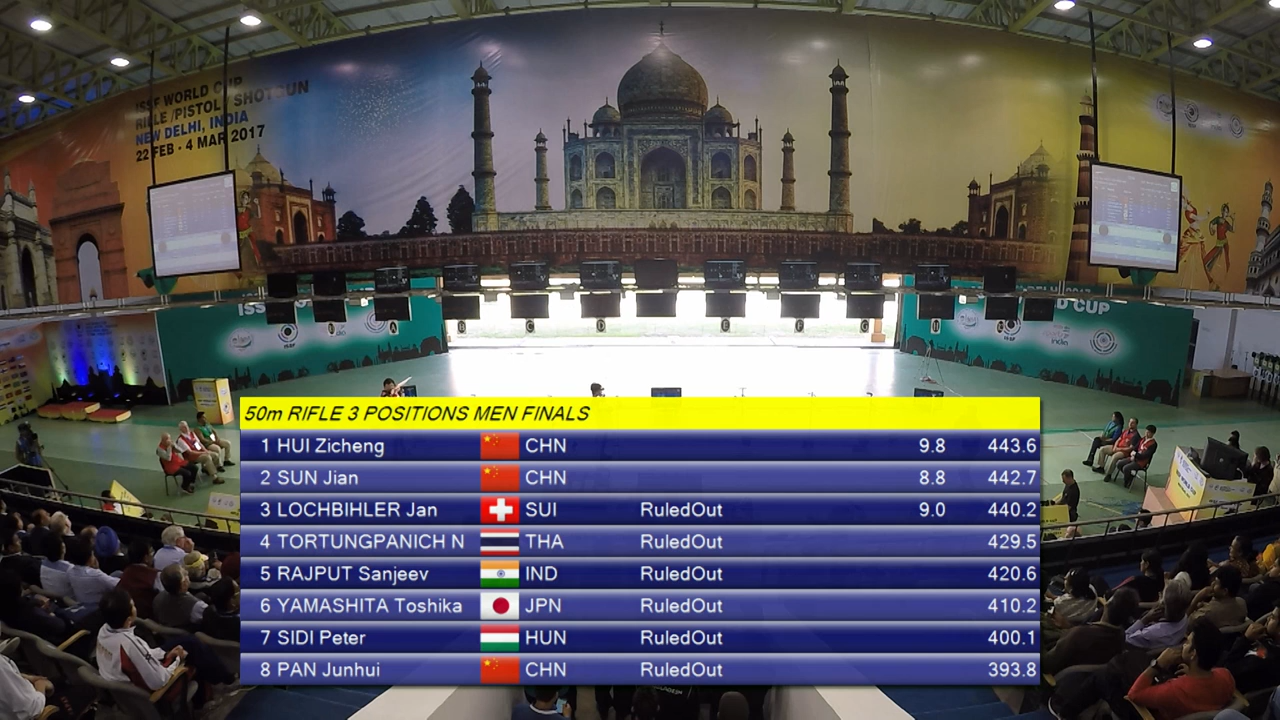 ISSF WORLD CUP
RILLE /PISTOL / SHOTGUN
NEW DELHI, INDIA
22 FEB - 4 MAR 2017
50m RIFLE 3 POSITIONS MEN FINALS
1 HUI Zicheng CHN 9.8 443.6
2 SUN Jian CHN 8.8 442.7
3 LOCHBIHLER Jan SUI RuledOut 9.0 440.2
4 TORTUNGPANICH N THA RuledOut 429.5
5 RAJPUT Sanjeev IND RuledOut 420.6
6 YAMASHITA Toshika JPN RuledOut 410.2
7 SIDI Peter HUN RuledOut 400.1
8 PAN Junhui CHN RuledOut 393.8